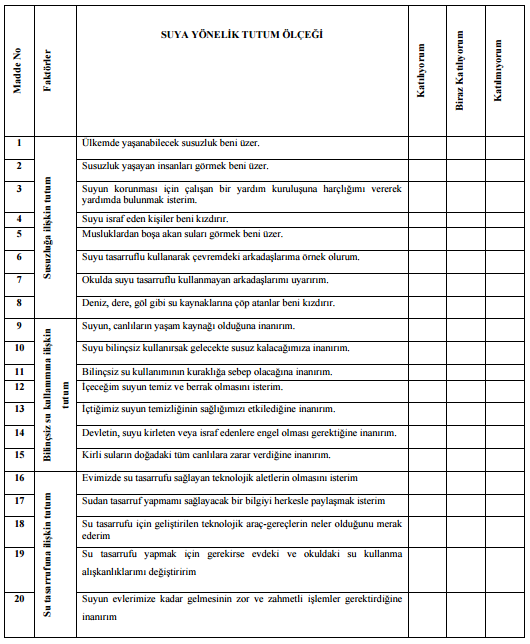 Madde No
Faktörler
SUYA YÖNELİK TUTUM ÖLÇEĞİ
Katılıyorum
Biraz Katılıyorum
Katılmıyorum
Susuzluğa ilişkin tutum
1 Ülkemde yaşanabilecek susuzluk beni üzer.
2 Susuzluk yaşayan insanları görmek beni üzer.
3 Suyun korunması için çalışan bir yardım kuruluşuna harçlığımı vererek
yardımda bulunmak isterim.
4 Suyu israf eden kişiler beni kızdırır.
5 Musluklardan boşa akan suları görmek beni üzer.
6 Suyu tasarruflu kullanarak çevremdeki arkadaşlarıma örnek olurum.
7 Okulda suyu tasarruflu kullanmayan arkadaşlarımı uyarırım.
8 Deniz, dere, göl gibi su kaynaklarına çöp atanlar beni kızdırır.
Bilinçsiz su kullanımına ilişkin
tutum
9 Suyun, canlıların yaşam kaynağı olduğuna inanırım.
10 Suyu bilinçsiz kullanırsak gelecekte susuz kalacağımıza inanırım.
11 Bilinçsiz su kullanımının kuraklığa sebep olacağına inanırım.
12 İçeceğim suyun temiz ve berrak olmasını isterim.
13 İçtiğimiz suyun temizliğinin sağlığımızı etkilediğine inanırım.
14 Devletin, suyu kirleten veya israf edenlere engel olması gerektiğine inanırım.
15 Kirli suların doğadaki tüm canlılara zarar verdiğine inanırım.
Su tasarrufuna ilişkin tutum
16 Evimizde su tasarrufu sağlayan teknolojik aletlerin olmasını isterim
17 Sudan tasarruf yapmamı sağlayacak bir bilgiyi herkesle paylaşmak isterim
18 Su tasarrufu için geliştirilen teknolojik araç-gereçlerin neler olduğunu merak
ederim
19 Su tasarrufu yapmak için gerekirse evdeki ve okuldaki su kullanma
alışkanlıklarımı değiştiririm
20 Suyun evlerimize kadar gelmesinin zor ve zahmetli işlemler gerektirdiğine
inanırım